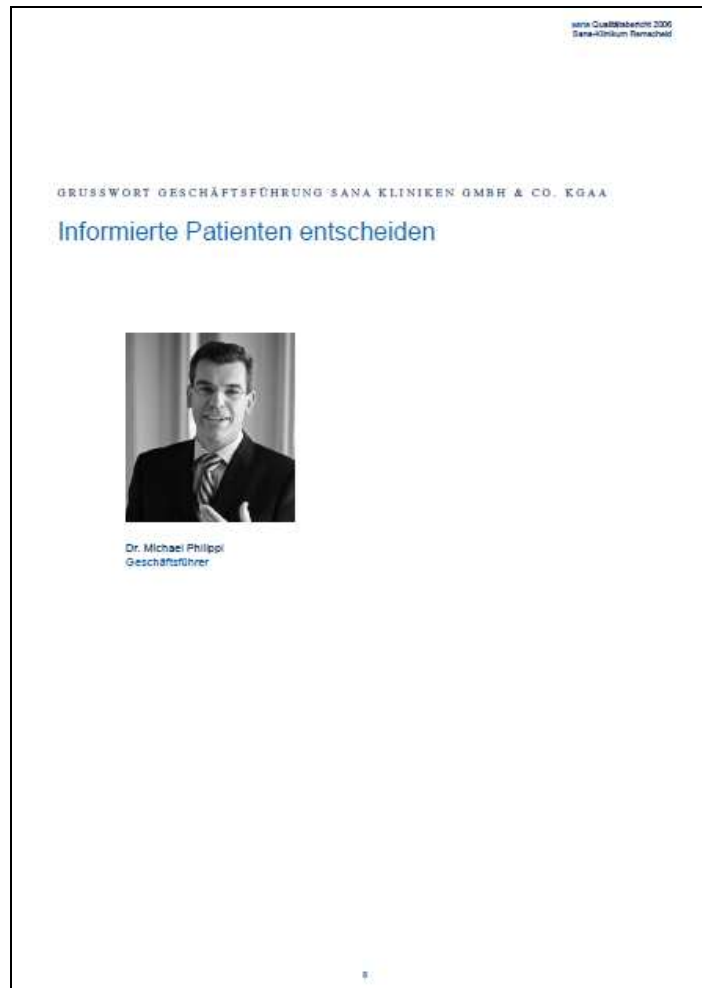 sana Qualitätsbericht 2006
Sana-Klinikum Remscheid
GRUSSWORT GESCHÄFTSFÜHRUNG SANA KLINIKEN GMBH & CO. KGAA
Informierte Patienten entscheiden
Dr. Michael Philippi
Geschäftsführer